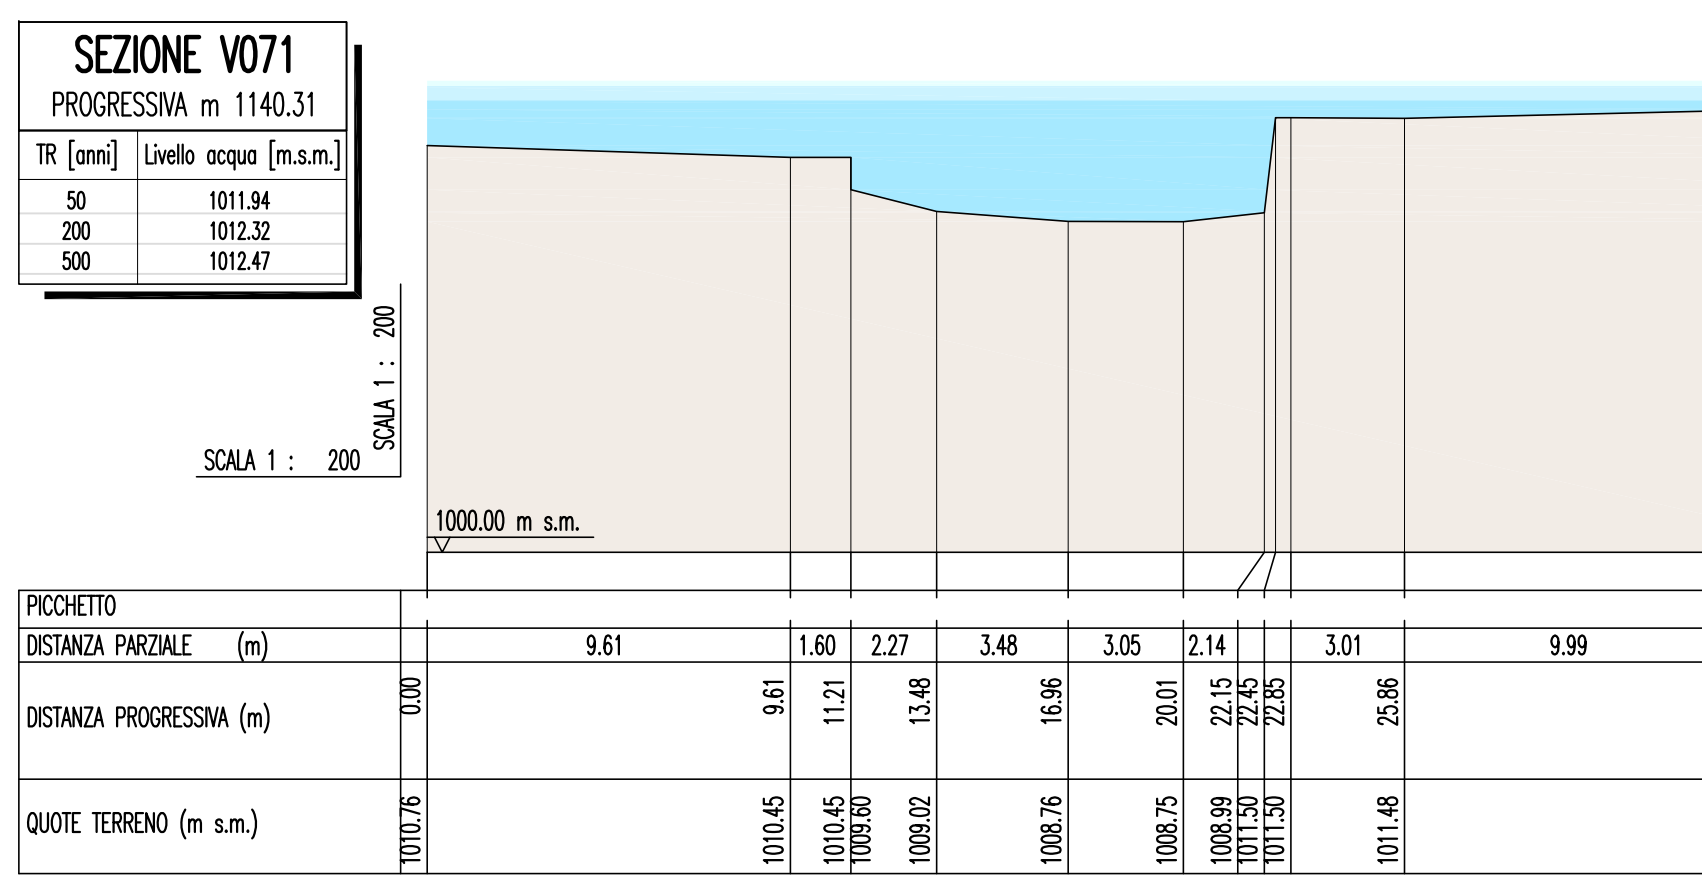 SEZIONE V071
PROGRESSIVA m 1140.31
TR [anni] Livello acqua [m.s.m.]
50 1011.94
200 1012.32
500 1012.47
SCALA 1 : 200
SCALA 1 : 200
1000.00 m s.m.
PICCHETTO
DISTANZA PARZIALE (m) 9.61 1.60 2.27 3.48 3.05 2.14 3.01 9.99
DISTANZA PROGRESSIVA (m) 0.00 9.61 11.21 13.48 16.96 20.01 22.15 22.45 22.85 25.86
QUOTE TERRENO (m s.m.) 1010.76 1010.45 1010.45 1009.60 1009.02 1008.76 1008.75 1008.99 1011.50 1011.50 1011.48